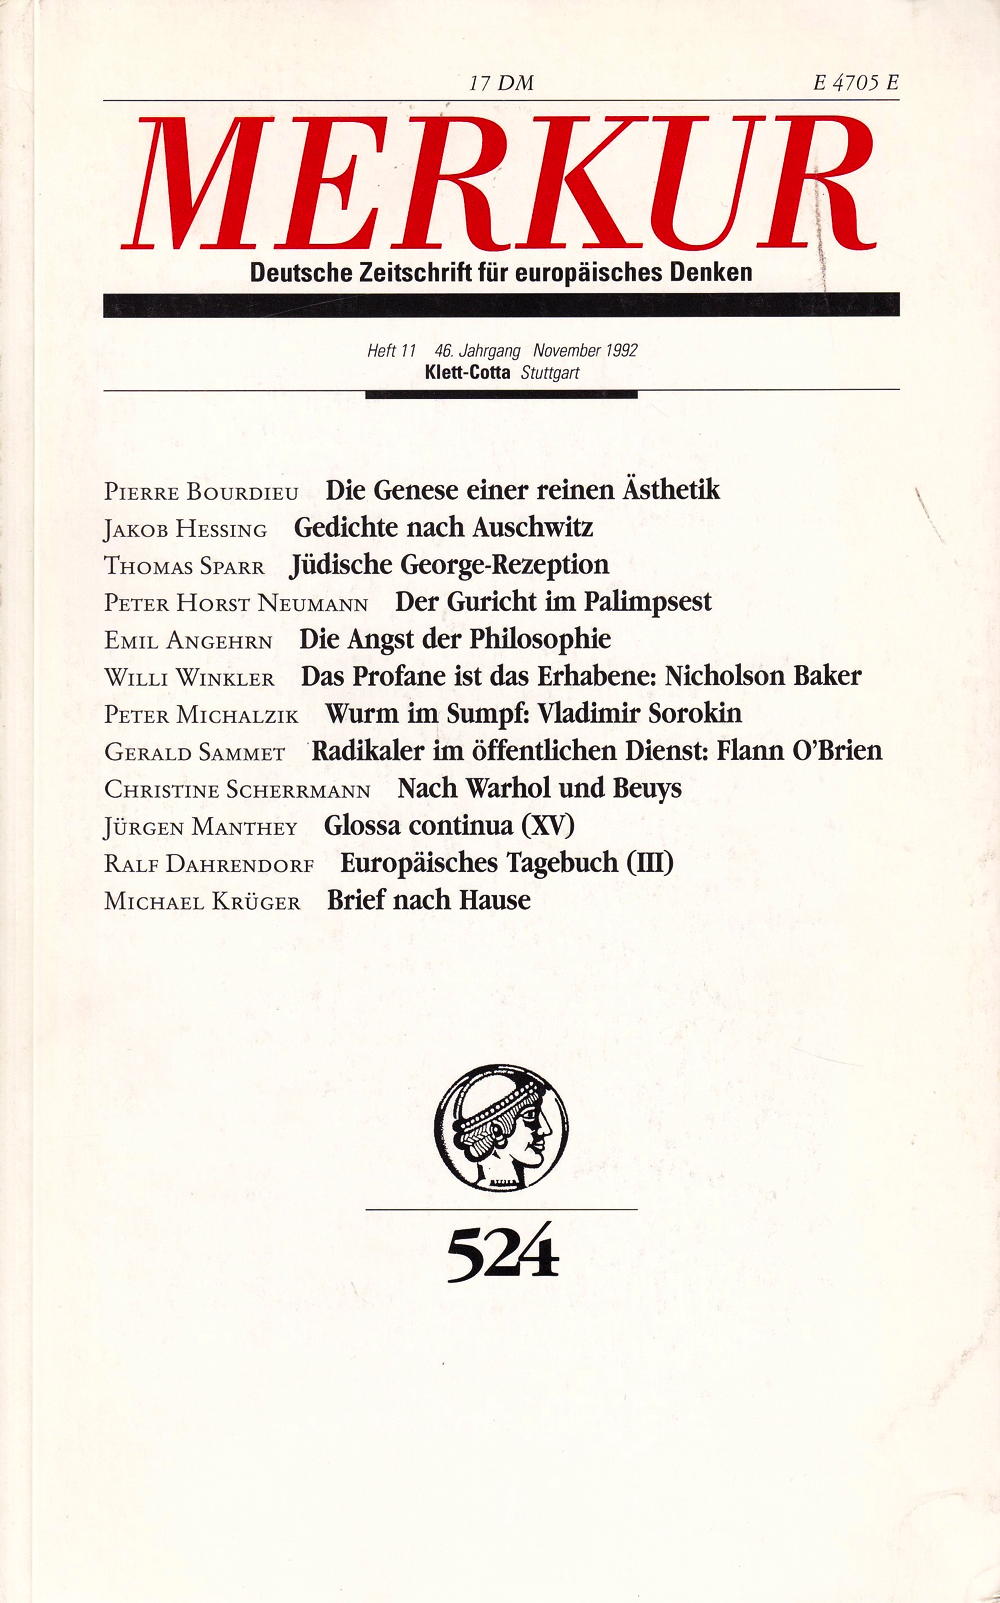 17 DM E 4705 E
MERKUR
Deutsche Zeitschrift für europäisches Denken
Heft 11 46. Jahrgang November 1992
Klett-Cotta Stuttgart
PIERRE BOURDIEU Die Genese einer reinen Ästhetik
JAKOB HESSING Gedichte nach Auschwitz
THOMAS SPARR Jüdische George-Rezeption
PETER HORST NEUMANN Der Guricht im Palimpsest
EMIL ANGEHRN Die Angst der Philosophie
WILLI WINKLER Das Profane ist das Erhabene: Nicholson Baker
PETER MICHALZIK Wurm im Sumpf: Vladimir Sorokin
GERALD SAMMET Radikaler im öffentlichen Dienst: Flann O'Brien
CHRISTINE SCHERRMANN Nach Warhol und Beuys
JÜRGEN MANTHEY Glossa continua (XV)
RALF DAHRENDORF Europäisches Tagebuch (III)
MICHAEL KRÜGER Brief nach Hause
524